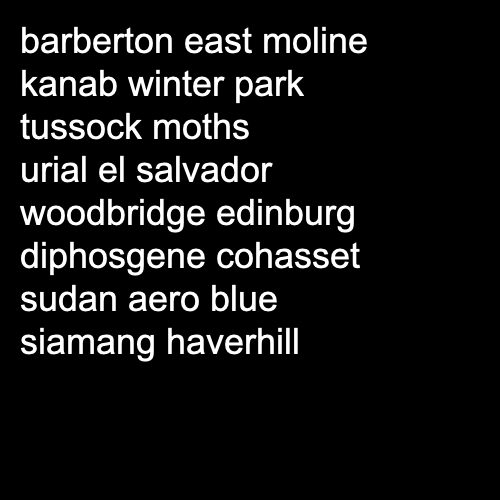 barberton east moline
kanab winter park
tussock moths
urial el salvador
woodbridge edinburg
diphosgene cohasset
sudan aero blue
siamang haverhill